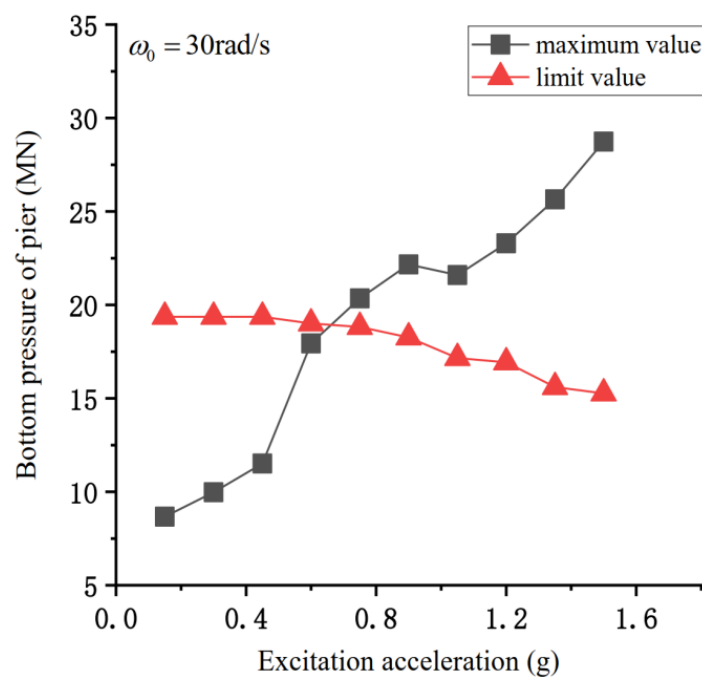 ω₀ = 30rad/s
maximum value
limit value
Bottom pressure of pier (MN)
35
30
25
20
15
10
5
0.0 0.4 0.8 1.2 1.6
Excitation acceleration (g)